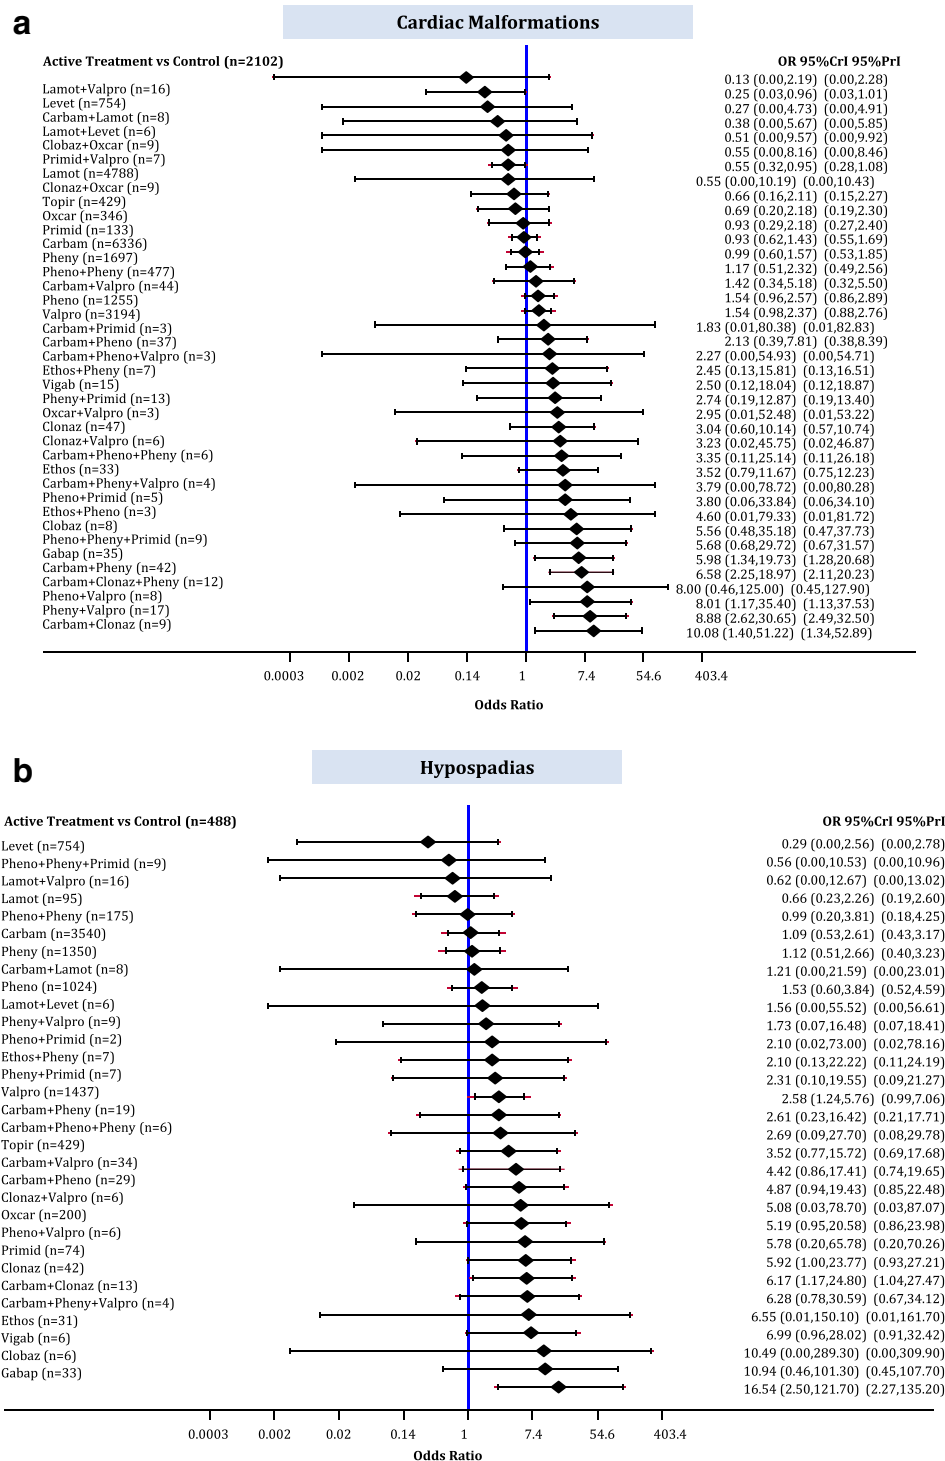 a
Cardiac Malformations
Active Treatment vs Control (n=2102) OR 95%CrI 95%PrI
Lamot+Valpro (n=16) 0.13 (0.00,2.19) (0.00,2.28)
Levet (n=754) 0.25 (0.03,0.96) (0.03,1.01)
Carbam+Lamot (n=8) 0.27 (0.00,4.73) (0.00,4.91)
Lamot+Levet (n=6) 0.38 (0.00,5.67) (0.00,5.85)
Clobaz+Oxcar (n=9) 0.51 (0.00,9.57) (0.00,9.92)
Primid+Valpro (n=7) 0.55 (0.00,8.16) (0.00,8.46)
Lamot (n=4788) 0.55 (0.32,0.95) (0.28,1.08)
Clonaz+Oxcar (n=9) 0.55 (0.00,10.19) (0.00,10.43)
Topir (n=429) 0.66 (0.16,2.11) (0.15,2.27)
Oxcar (n=346) 0.69 (0.20,2.18) (0.19,2.30)
Primid (n=133) 0.93 (0.29,2.18) (0.27,2.40)
Carbam (n=6336) 0.93 (0.62,1.43) (0.55,1.69)
Pheny (n=1697) 0.99 (0.60,1.57) (0.53,1.85)
Pheno+Pheny (n=477) 1.17 (0.51,2.32) (0.49,2.56)
Carbam+Valpro (n=44) 1.42 (0.34,5.18) (0.32,5.50)
Pheno (n=1255) 1.54 (0.96,2.57) (0.86,2.89)
Valpro (n=3194) 1.54 (0.98,2.37) (0.88,2.76)
Carbam+Primid (n=3) 1.83 (0.01,80.38) (0.01,82.83)
Carbam+Pheno (n=37) 2.13 (0.39,7.81) (0.38,8.39)
Carbam+Pheno+Valpro (n=3) 2.27 (0.00,54.93) (0.00,54.71)
Ethos+Pheny (n=7) 2.45 (0.13,15.81) (0.13,16.51)
Vigab (n=15) 2.50 (0.12,18.04) (0.12,18.87)
Pheny+Primid (n=13) 2.74 (0.19,12.87) (0.19,13.40)
Oxcar+Valpro (n=3) 2.95 (0.01,52.48) (0.01,53.22)
Clonaz (n=47) 3.04 (0.60,10.14) (0.57,10.74)
Clonaz+Valpro (n=6) 3.23 (0.02,45.75) (0.02,46.87)
Carbam+Pheno+Pheny (n=6) 3.35 (0.11,25.14) (0.11,26.18)
Ethos (n=33) 3.52 (0.79,11.67) (0.75,12.23)
Carbam+Pheny+Valpro (n=4) 3.79 (0.00,78.72) (0.00,80.28)
Pheno+Primid (n=5) 3.80 (0.06,33.84) (0.06,34.10)
Ethos+Pheno (n=3) 4.60 (0.01,79.33) (0.01,81.72)
Clobaz (n=8) 5.56 (0.48,35.18) (0.47,37.73)
Pheno+Pheny+Primid (n=9) 5.68 (0.68,29.72) (0.67,31.57)
Gabap (n=35) 5.98 (1.34,19.73) (1.28,20.68)
Carbam+Pheny (n=42) 6.58 (2.25,18.97) (2.11,20.23)
Carbam+Clonaz+Pheny (n=12) 8.00 (0.46,125.00) (0.45,127.90)
Pheno+Valpro (n=8) 8.01 (1.17,35.40) (1.13,37.53)
Pheny+Valpro (n=17) 8.88 (2.62,30.65) (2.49,32.50)
Carbam+Clonaz (n=9) 10.08 (1.40,51.22) (1.34,52.89)
0.0003 0.002 0.02 0.14 1 7.4 54.6 403.4
Odds Ratio
b
Hypospadias
Active Treatment vs Control (n=488) OR 95%CrI 95%PrI
Levet (n=754) 0.29 (0.00,2.56) (0.00,2.78)
Pheno+Pheny+Primid (n=9) 0.56 (0.00,10.53) (0.00,10.96)
Lamot+Valpro (n=16) 0.62 (0.00,12.67) (0.00,13.02)
Lamot (n=95) 0.66 (0.23,2.26) (0.19,2.60)
Pheno+Pheny (n=175) 0.99 (0.20,3.81) (0.18,4.25)
Carbam (n=3540) 1.09 (0.53,2.61) (0.43,3.17)
Pheny (n=1350) 1.12 (0.51,2.66) (0.40,3.23)
Carbam+Lamot (n=8) 1.21 (0.00,21.59) (0.00,23.01)
Pheno (n=1024) 1.53 (0.60,3.84) (0.52,4.59)
Lamot+Levet (n=6) 1.56 (0.00,55.52) (0.00,56.61)
Pheny+Valpro (n=9) 1.73 (0.07,16.48) (0.07,18.41)
Pheno+Primid (n=2) 2.10 (0.02,73.00) (0.02,78.16)
Ethos+Pheny (n=7) 2.10 (0.13,22.22) (0.11,24.19)
Pheny+Primid (n=7) 2.31 (0.10,19.55) (0.09,21.27)
Valpro (n=1437) 2.58 (1.24,5.76) (0.99,7.06)
Carbam+Pheny (n=19) 2.61 (0.23,16.42) (0.21,17.71)
Carbam+Pheno+Pheny (n=6) 2.69 (0.09,27.70) (0.08,29.78)
Topir (n=429) 3.52 (0.77,15.72) (0.69,17.68)
Carbam+Valpro (n=34) 4.42 (0.86,17.41) (0.74,19.65)
Carbam+Pheno (n=29) 4.87 (0.94,19.43) (0.85,22.48)
Clonaz+Valpro (n=6) 5.08 (0.03,78.70) (0.03,87.07)
Oxcar (n=200) 5.19 (0.95,20.58) (0.86,23.98)
Pheno+Valpro (n=6) 5.78 (0.20,65.78) (0.20,70.26)
Primid (n=74) 5.92 (1.00,23.77) (0.93,27.21)
Clonaz (n=42) 6.17 (1.17,24.80) (1.04,27.47)
Carbam+Clonaz (n=13) 6.28 (0.78,30.59) (0.67,34.12)
Carbam+Pheny+Valpro (n=4) 6.55 (0.01,150.10) (0.01,161.70)
Ethos (n=31) 6.99 (0.96,28.02) (0.91,32.42)
Vigab (n=6) 10.49 (0.00,289.30) (0.00,309.90)
Clobaz (n=6) 10.94 (0.46,101.30) (0.45,107.70)
Gabap (n=33) 16.54 (2.50,121.70) (2.27,135.20)
0.0003 0.002 0.02 0.14 1 7.4 54.6 403.4
Odds Ratio